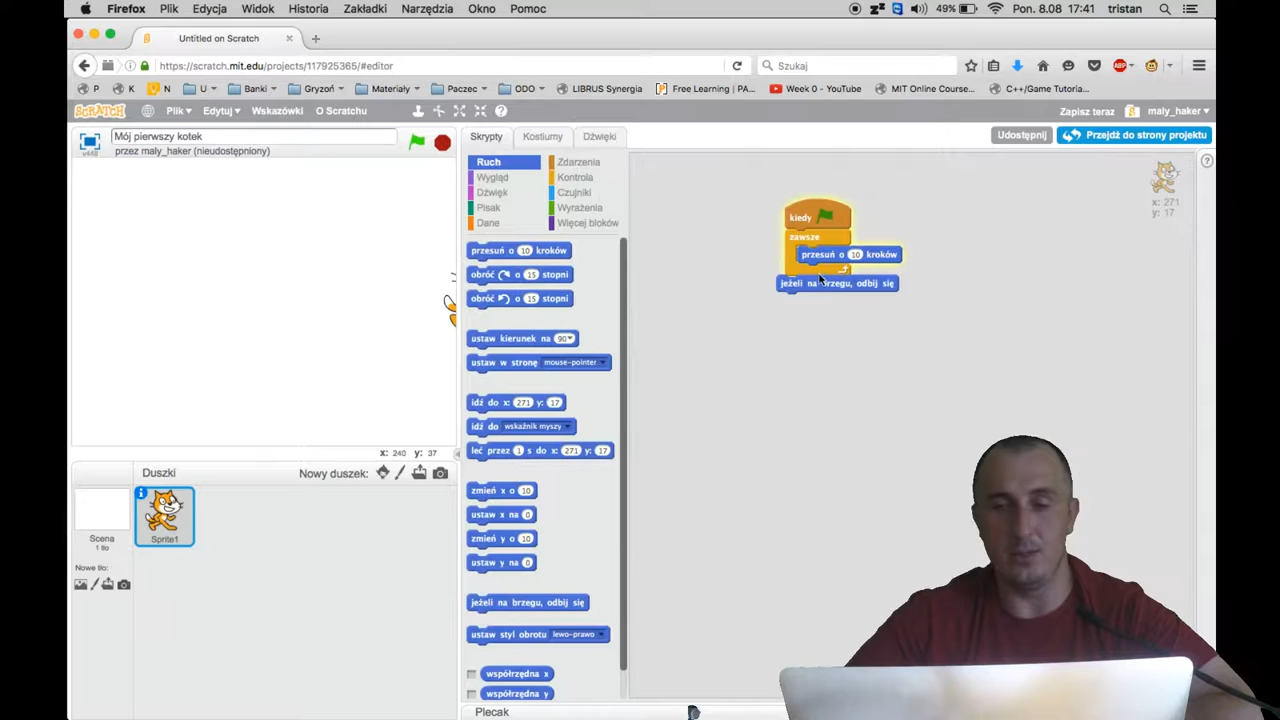 Firefox Plik Edycja Widok Historia Zakładki Narzędzia Okno Pomoc 49% Pon. 8.08 17:41 tristan
Untitled on Scratch
https://scratch.mit.edu/projects/117925365/#editor Szukaj
P K N U Banki Gryzoń Materiały Paczec ODO LIBRUS Synergia Free Learning | PA... Week 0 - YouTube MIT Online Course... C++/Game Tutoria...
SCRATCH Plik Edytuj Wskazówki O Scratchu Zapisz teraz maly_haker
Mój pierwszy kotek
przez maly_haker (nieudostępniony)
v448
Skrypty Kostiumy Dźwięki
Udostępnij Przejdź do strony projektu
Ruch Zdarzenia
Wygląd Kontrola
Dźwięk Czujniki
Pisak Wyrażenia
Dane Więcej bloków
przesuń o 10 kroków
obróć o 15 stopni
obróć o 15 stopni
ustaw kierunek na 90
ustaw w stronę mouse-pointer
idź do x: 271 y: 17
idź do wskaźnik myszy
leć przez 1 s do x: 271 y: 17
zmień x o 10
ustaw x na 0
zmień y o 10
ustaw y na 0
jeżeli na brzegu, odbij się
ustaw styl obrotu lewo-prawo
współrzędna x
współrzędna y
kiedy
zawsze
przesuń o 10 kroków
jeżeli na brzegu, odbij się
x: 271
y: 17
x: 240 y: 37
Duszki Nowy duszek:
Scena
1 tło
Nowe tło:
Sprite1
Plecak